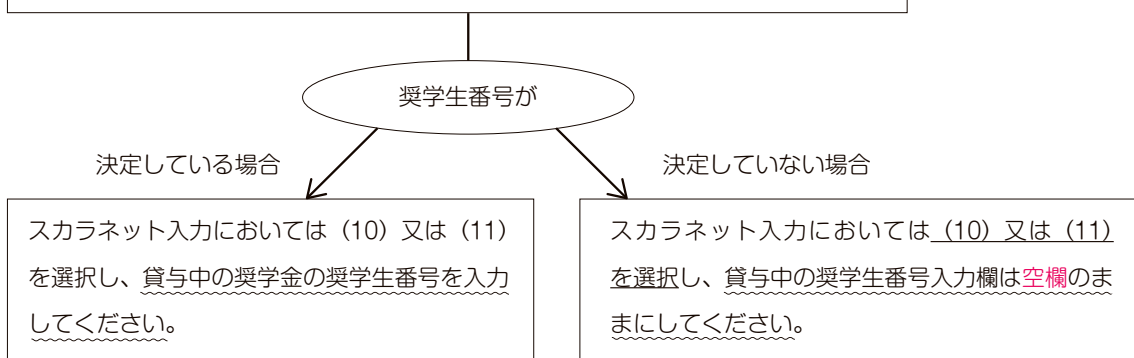 奨学生番号が
決定している場合
決定していない場合
スカラネット入力においては（10）又は（11）
を選択し、貸与中の奨学金の奨学生番号を入力
してください。
スカラネット入力においては（10）又は（11）
を選択し、貸与中の奨学生番号入力欄は空欄のま
まにしてください。